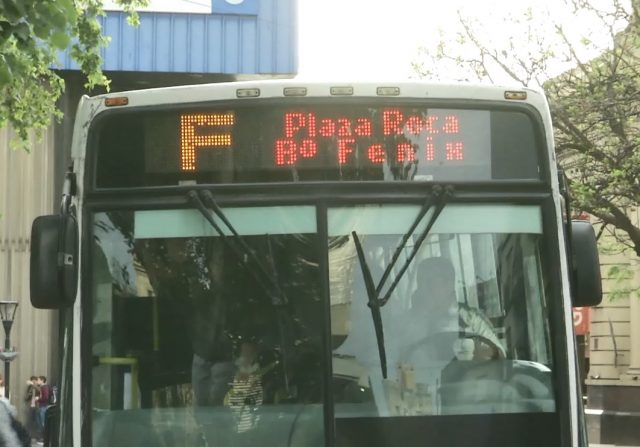 F
Plaza Roca
Bº Fenix